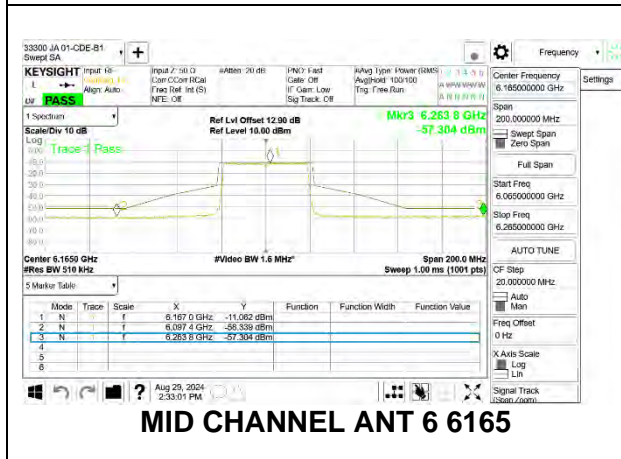 33300 JA 01-CDE-B1
Swept SA
Frequency
Settings
KEYSIGHT Input: RF
Input Z: 50 Ω #Atten: 20 dB PNO: Fast #Avg Type: Power (RMS)
Corr CCorr RCal Gate: Off Avg|Hold: 100/100
Align: Auto Freq Ref: Int (S) IF Gain: Low Trig: Free Run
NFE: Off Sig Track: Off
PASS
Center Frequency
6.165000000 GHz
Span
200.000000 MHz
Swept Span
Zero Span
Full Span
Start Freq
6.065000000 GHz
Stop Freq
6.265000000 GHz
AUTO TUNE
CF Step
20.000000 MHz
Auto
Man
Freq Offset
0 Hz
X Axis Scale
Log
Lin
Signal Track
(Span Zoom)
1 Spectrum
Ref Lvl Offset 12.90 dB
Mkr3 6.263 8 GHz
Scale/Div 10 dB
Ref Level 10.00 dBm
-57.304 dBm
Log
Trace 1 Pass
Center 6.1650 GHz
#Video BW 1.6 MHz*
Span 200.0 MHz
#Res BW 510 kHz
Sweep 1.00 ms (1001 pts)
5 Marker Table
Mode Trace Scale X Y Function Function Width Function Value
1 N 1 f 6.167 0 GHz -11.062 dBm
2 N 1 f 6.097 4 GHz -56.339 dBm
3 N 1 f 6.263 8 GHz -57.304 dBm
4
5
6
Aug 29, 2024
2:33:01 PM
MID CHANNEL ANT 6 6165